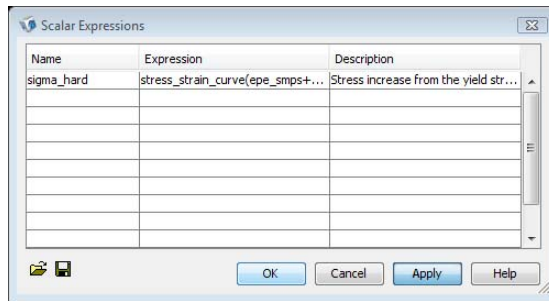 Scalar Expressions
Name Expression Description
sigma_hard stress_strain_curve(epe_smps+... Stress increase from the yield str...
OK Cancel Apply Help